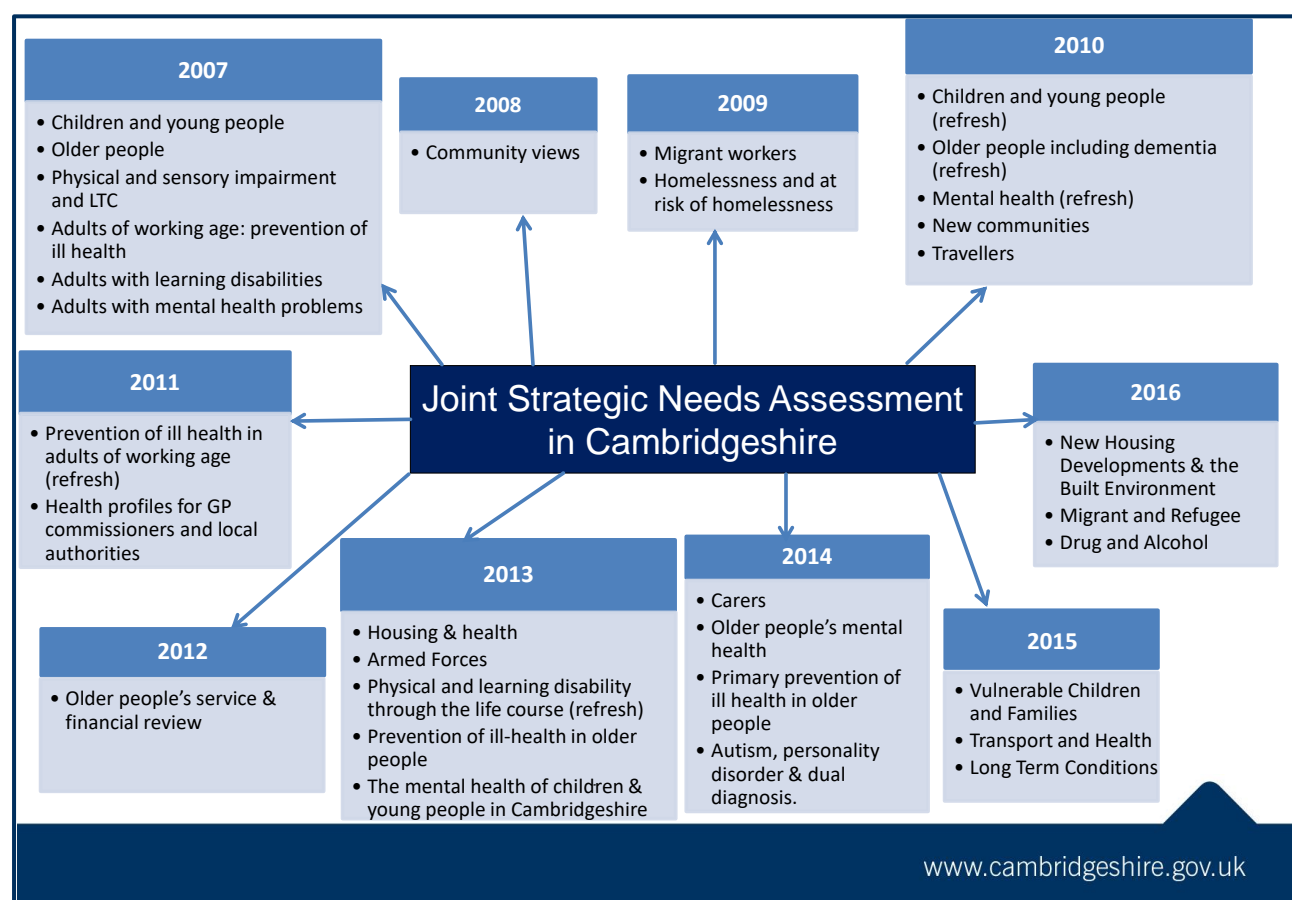 2007
• Children and young people
• Older people
• Physical and sensory impairment
and LTC
• Adults of working age: prevention of
ill health
• Adults with learning disabilities
• Adults with mental health problems
2008
• Community views
2009
• Migrant workers
• Homelessness and at
risk of homelessness
2010
• Children and young people
(refresh)
• Older people including dementia
(refresh)
• Mental health (refresh)
• New communities
• Travellers
Joint Strategic Needs Assessment
in Cambridgeshire
2011
• Prevention of ill health in
adults of working age
(refresh)
• Health profiles for GP
commissioners and local
authorities
2016
• New Housing
Developments & the
Built Environment
• Migrant and Refugee
• Drug and Alcohol
2012
• Older people’s service &
financial review
2013
• Housing & health
• Armed Forces
• Physical and learning disability
through the life course (refresh)
• Prevention of ill-health in older
people
• The mental health of children &
young people in Cambridgeshire
2014
• Carers
• Older people’s mental
health
• Primary prevention of
ill health in older
people
• Autism, personality
disorder & dual
diagnosis.
2015
• Vulnerable Children
and Families
• Transport and Health
• Long Term Conditions
www.cambridgeshire.gov.uk